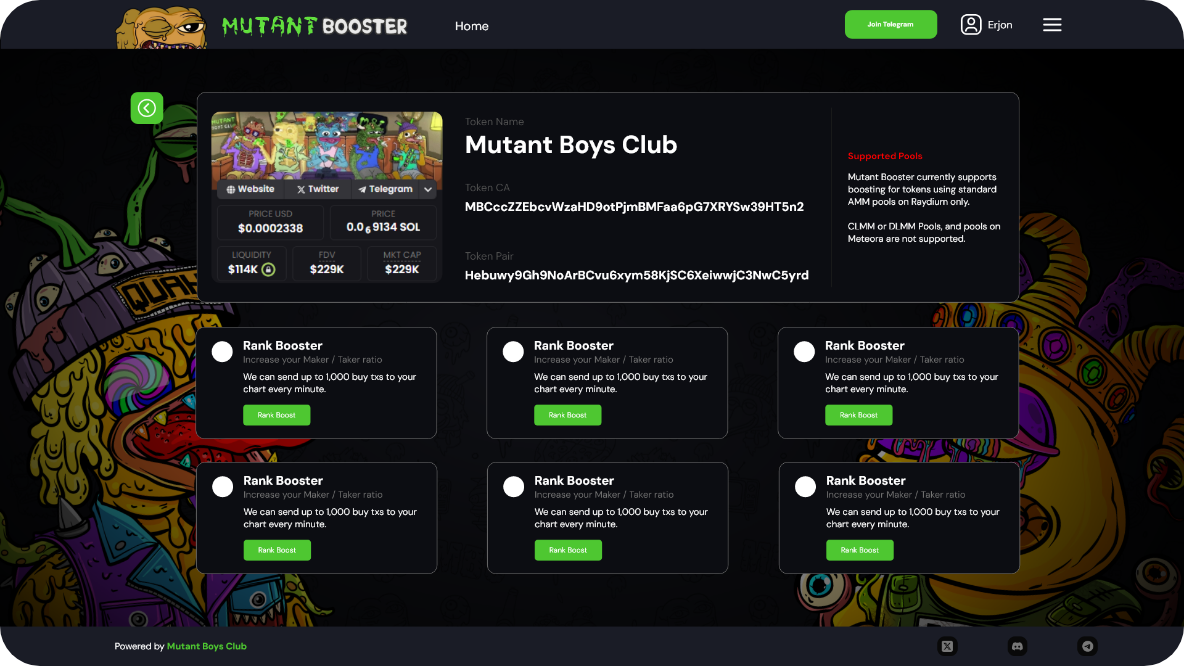 MUTANT BOOSTER
Home
Join Telegram
Erjon
MUTANT
BOYS CLUB
Website
Twitter
Telegram
PRICE USD
$0.0002338
PRICE
0.0₆9134 SOL
LIQUIDITY
$114K
FDV
$229K
MKT CAP
$229K
Token Name
Mutant Boys Club
Token CA
MBCccZZEbcvWzaHD9otPjmBMFaa6pG7XRYSw39HT5n2
Token Pair
Hebuwy9Gh9NoArBCvu6xym58KjSC6XeiwwjC3NwC5yrd
Supported Pools
Mutant Booster currently supports
boosting for tokens using standard
AMM pools on Raydium only.
CLMM or DLMM Pools, and pools on
Meteora are not supported.
Rank Booster
Increase your Maker / Taker ratio
We can send up to 1,000 buy txs to your
chart every minute.
Rank Boost
Rank Booster
Increase your Maker / Taker ratio
We can send up to 1,000 buy txs to your
chart every minute.
Rank Boost
Rank Booster
Increase your Maker / Taker ratio
We can send up to 1,000 buy txs to your
chart every minute.
Rank Boost
Rank Booster
Increase your Maker / Taker ratio
We can send up to 1,000 buy txs to your
chart every minute.
Rank Boost
Rank Booster
Increase your Maker / Taker ratio
We can send up to 1,000 buy txs to your
chart every minute.
Rank Boost
Rank Booster
Increase your Maker / Taker ratio
We can send up to 1,000 buy txs to your
chart every minute.
Rank Boost
Powered by Mutant Boys Club